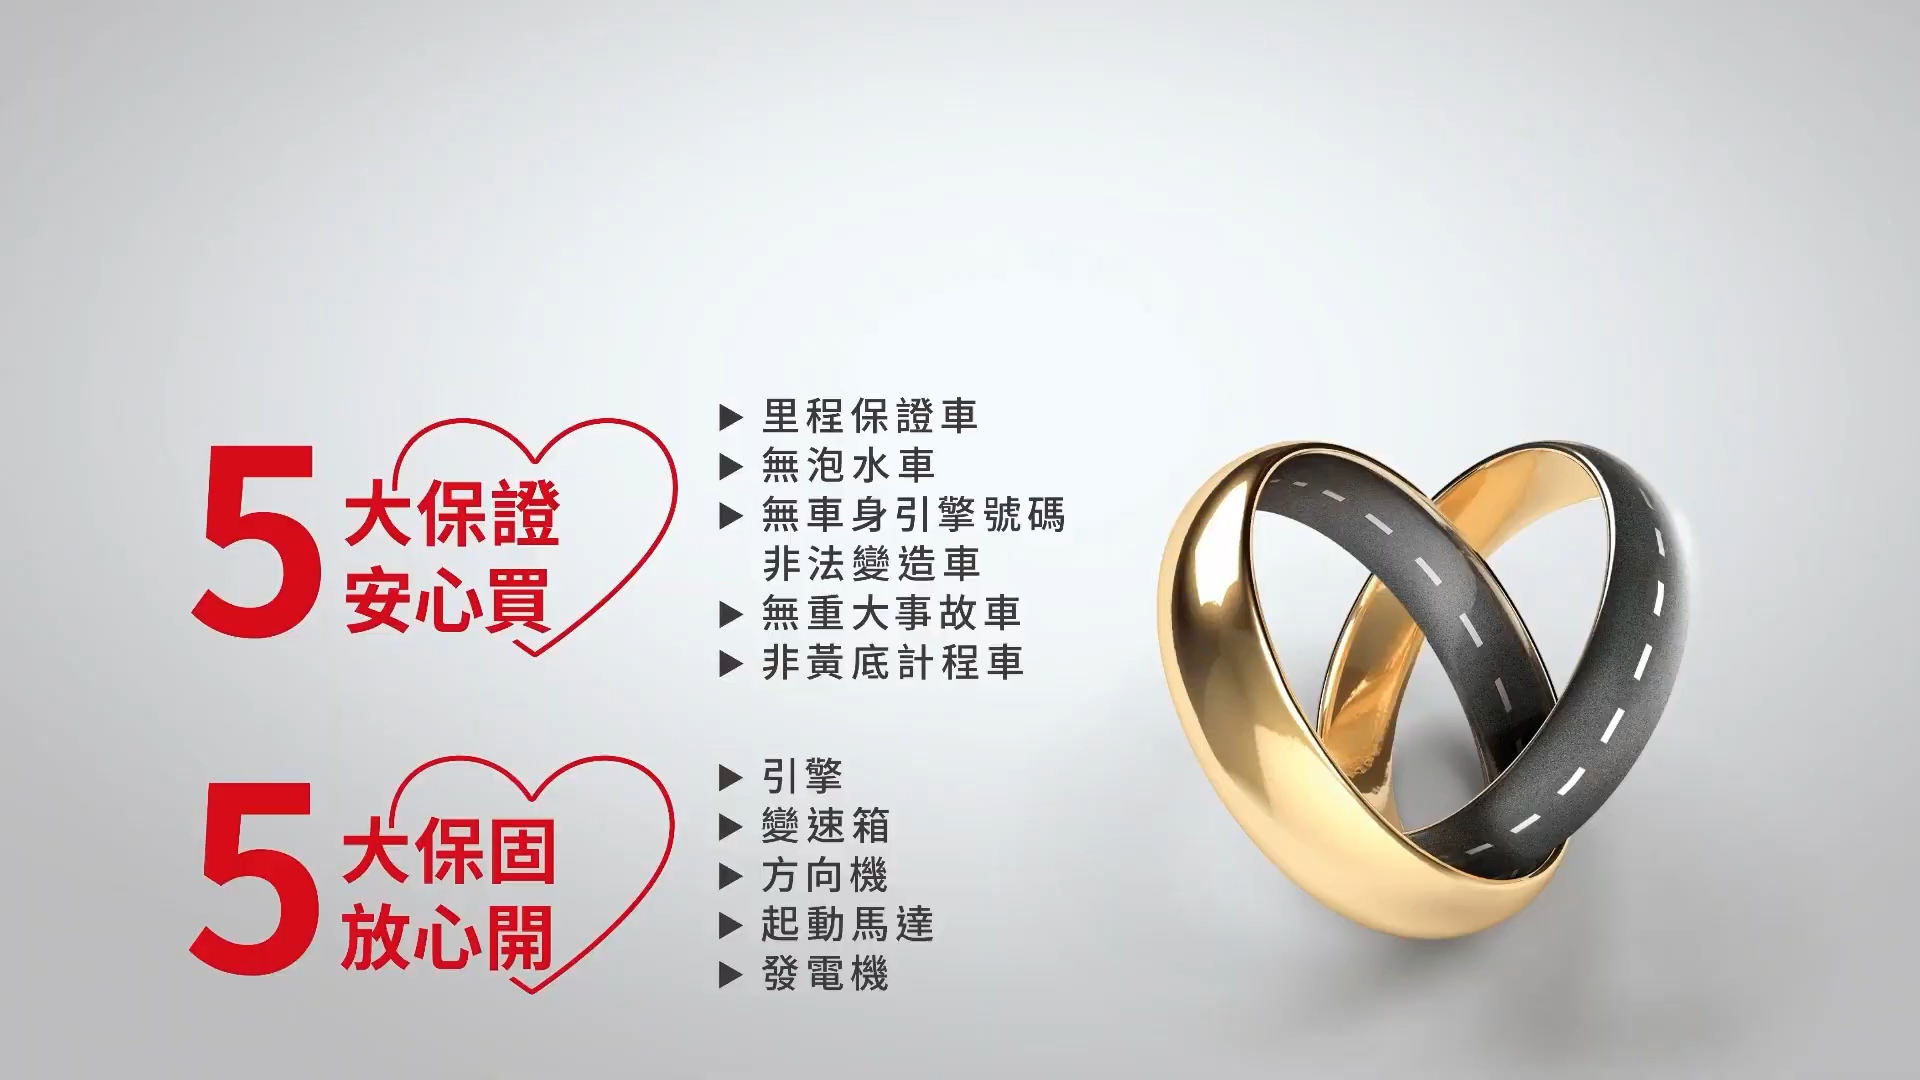 5大保證
安心買
▶ 里程保證車
▶ 無泡水車
▶ 無車身引擎號碼
非法變造車
▶ 無重大事故車
▶ 非黃底計程車
5大保固
放心開
▶ 引擎
▶ 變速箱
▶ 方向機
▶ 起動馬達
▶ 發電機